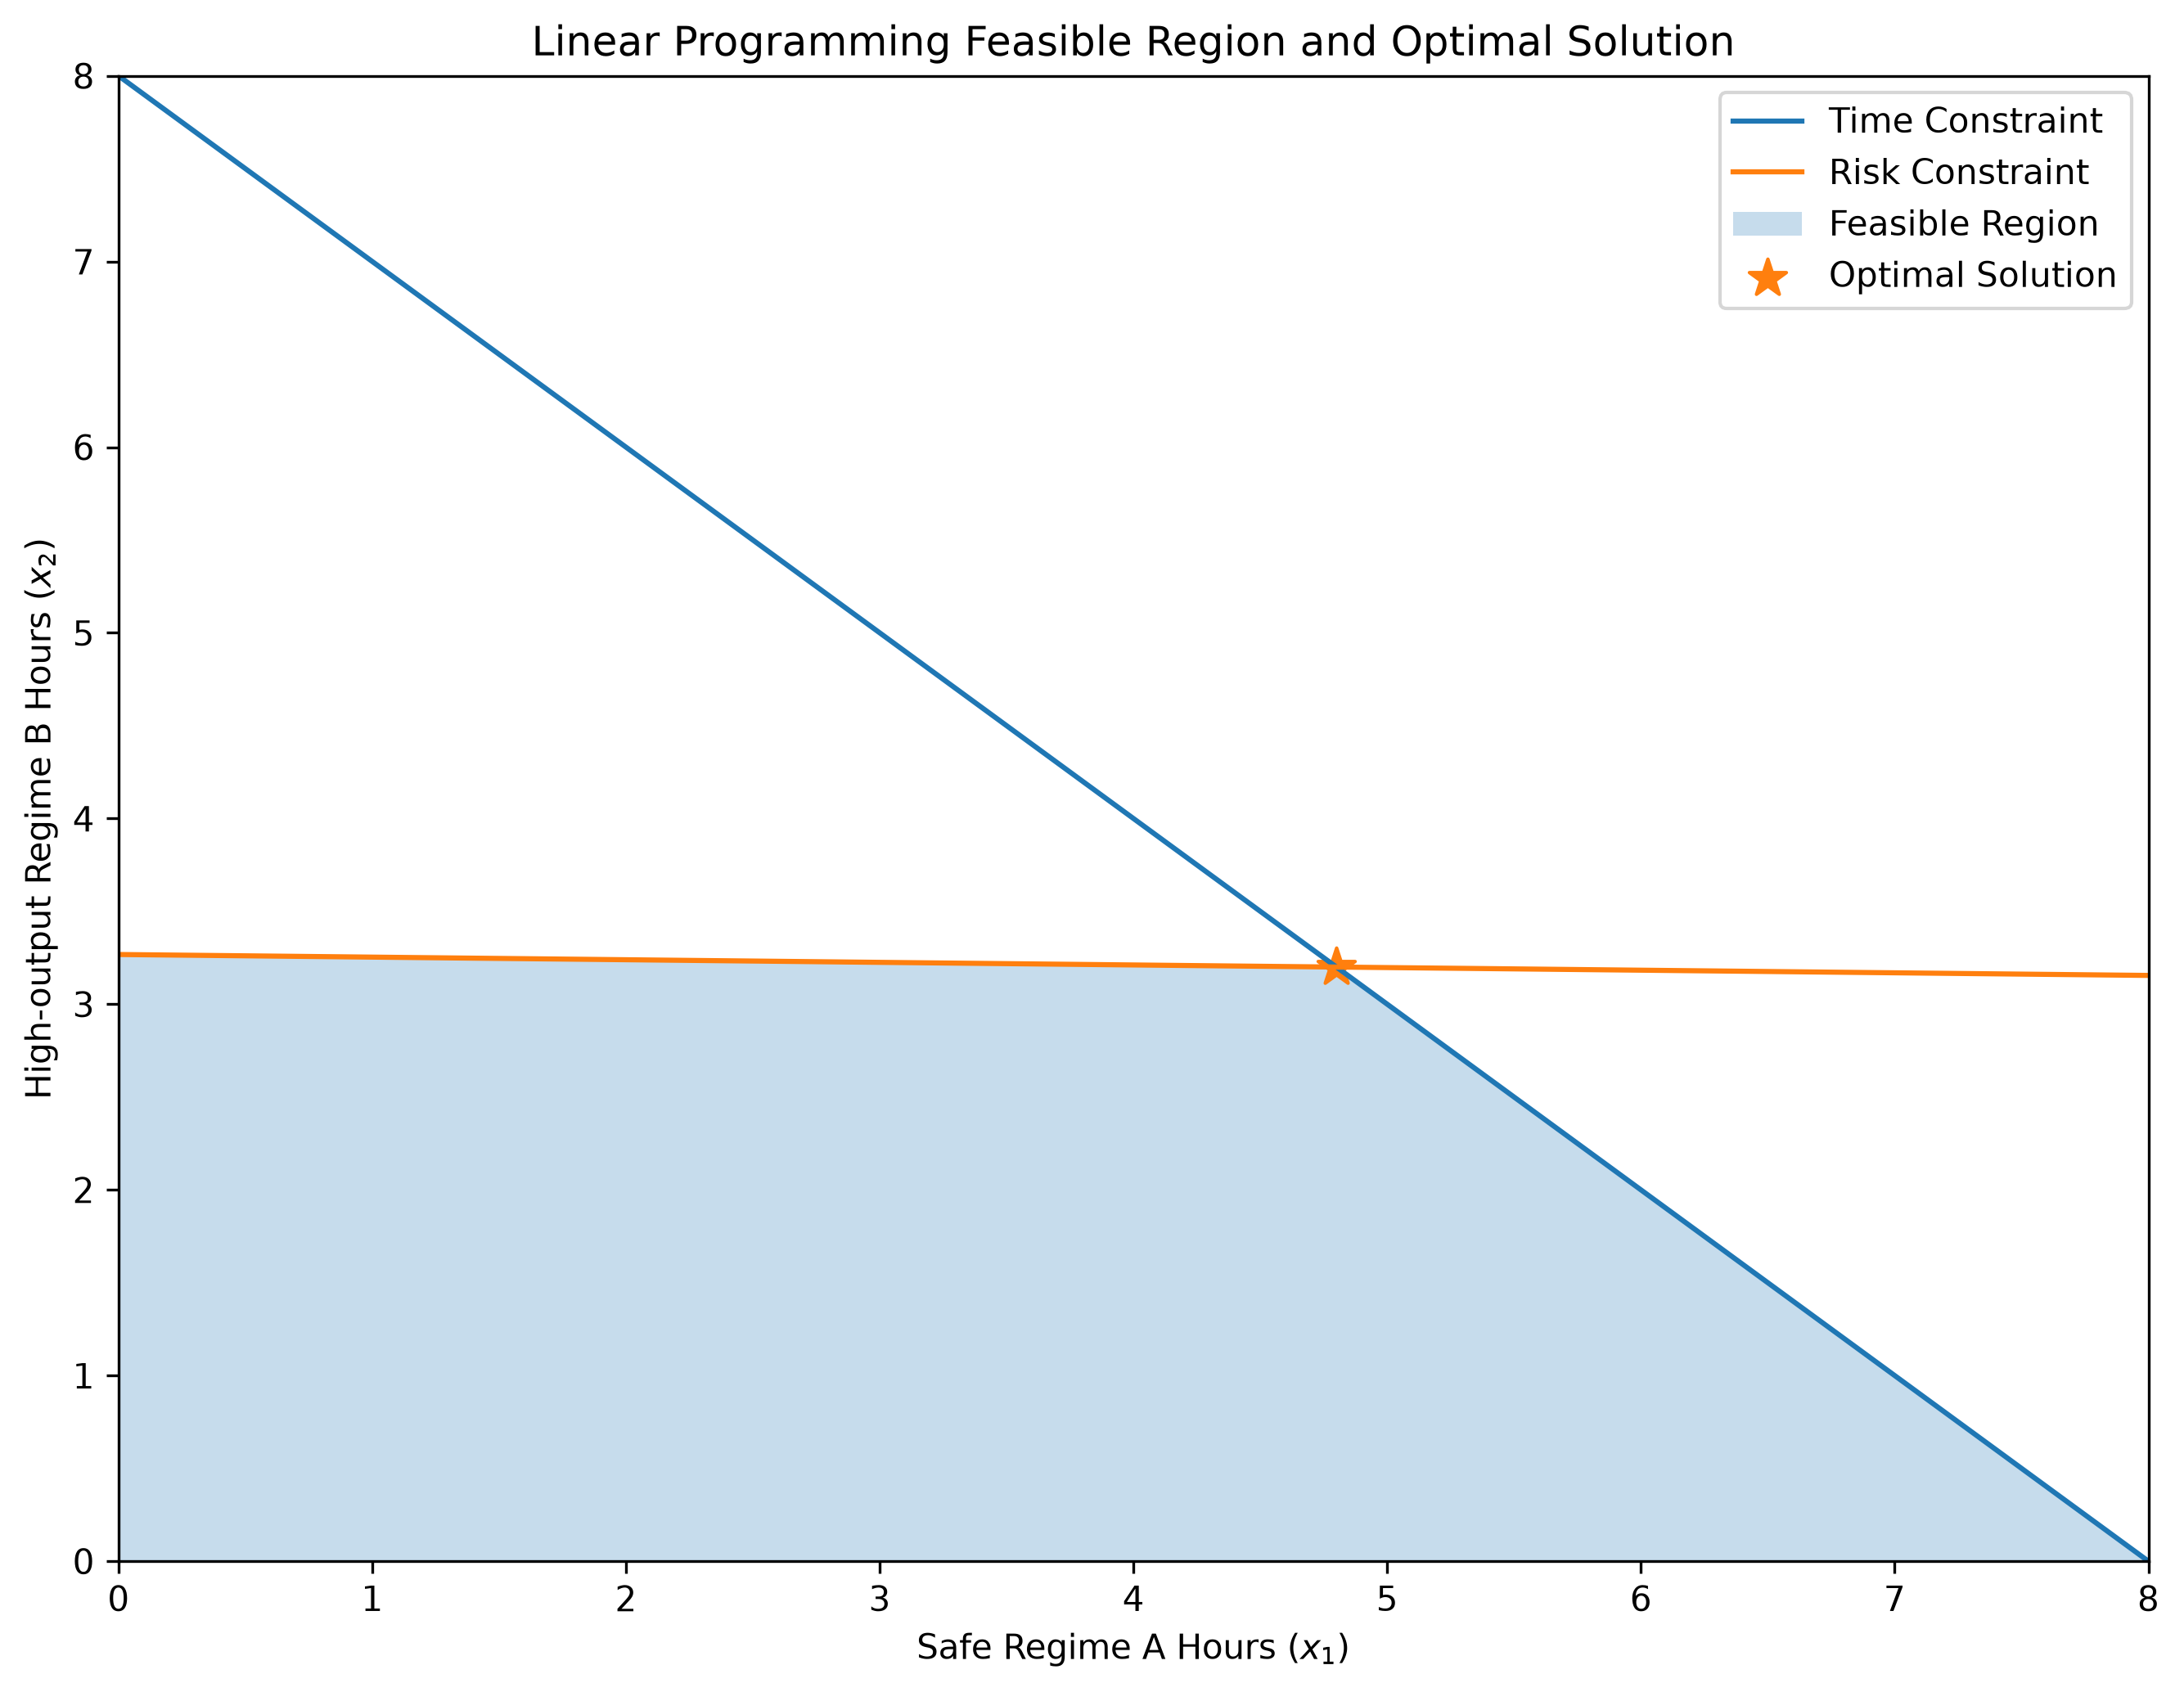 Linear Programming Feasible Region and Optimal Solution
Time Constraint
Risk Constraint
Feasible Region
Optimal Solution
High-output Regime B Hours (x₂)
8
7
6
5
4
3
2
1
0
0 1 2 3 4 5 6 7 8
Safe Regime A Hours (x₁)